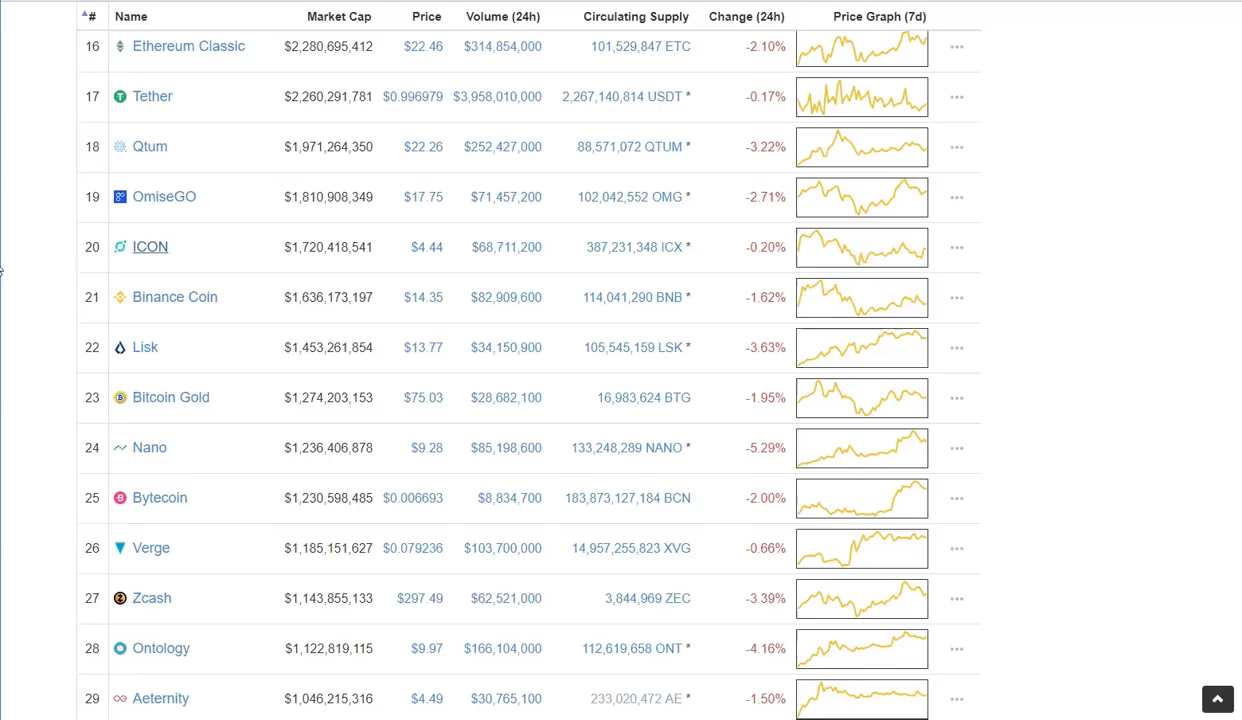 # Name Market Cap Price Volume (24h) Circulating Supply Change (24h) Price Graph (7d)
16 Ethereum Classic $2,280,695,412 $22.46 $314,854,000 101,529,847 ETC -2.10%
17 Tether $2,260,291,781 $0.996979 $3,958,010,000 2,267,140,814 USDT * -0.17%
18 Qtum $1,971,264,350 $22.26 $252,427,000 88,571,072 QTUM * -3.22%
19 OmiseGO $1,810,908,349 $17.75 $71,457,200 102,042,552 OMG * -2.71%
20 ICON $1,720,418,541 $4.44 $68,711,200 387,231,348 ICX * -0.20%
21 Binance Coin $1,636,173,197 $14.35 $82,909,600 114,041,290 BNB * -1.62%
22 Lisk $1,453,261,854 $13.77 $34,150,900 105,545,159 LSK * -3.63%
23 Bitcoin Gold $1,274,203,153 $75.03 $28,682,100 16,983,624 BTG -1.95%
24 Nano $1,236,406,878 $9.28 $85,198,600 133,248,289 NANO * -5.29%
25 Bytecoin $1,230,598,485 $0.006693 $8,834,700 183,873,127,184 BCN -2.00%
26 Verge $1,185,151,627 $0.079236 $103,700,000 14,957,255,823 XVG -0.66%
27 Zcash $1,143,855,133 $297.49 $62,521,000 3,844,969 ZEC -3.39%
28 Ontology $1,122,819,115 $9.97 $166,104,000 112,619,658 ONT * -4.16%
29 Aeternity $1,046,215,316 $4.49 $30,765,100 233,020,472 AE * -1.50%